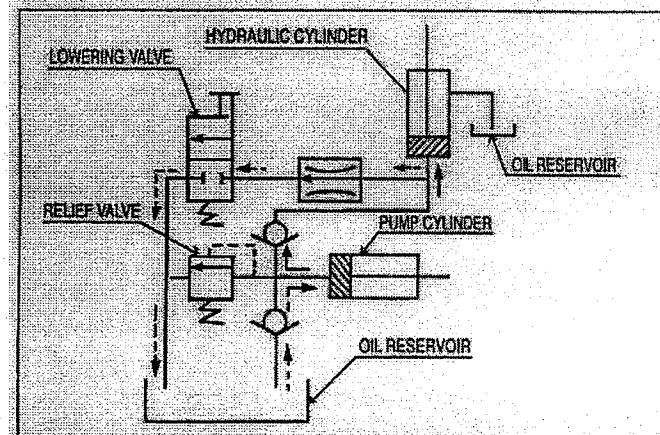 HYDRAULIC CYLINDER
LOWERING VALVE
OIL RESERVOIR
RELIEF VALVE
PUMP CYLINDER
OIL RESERVOIR